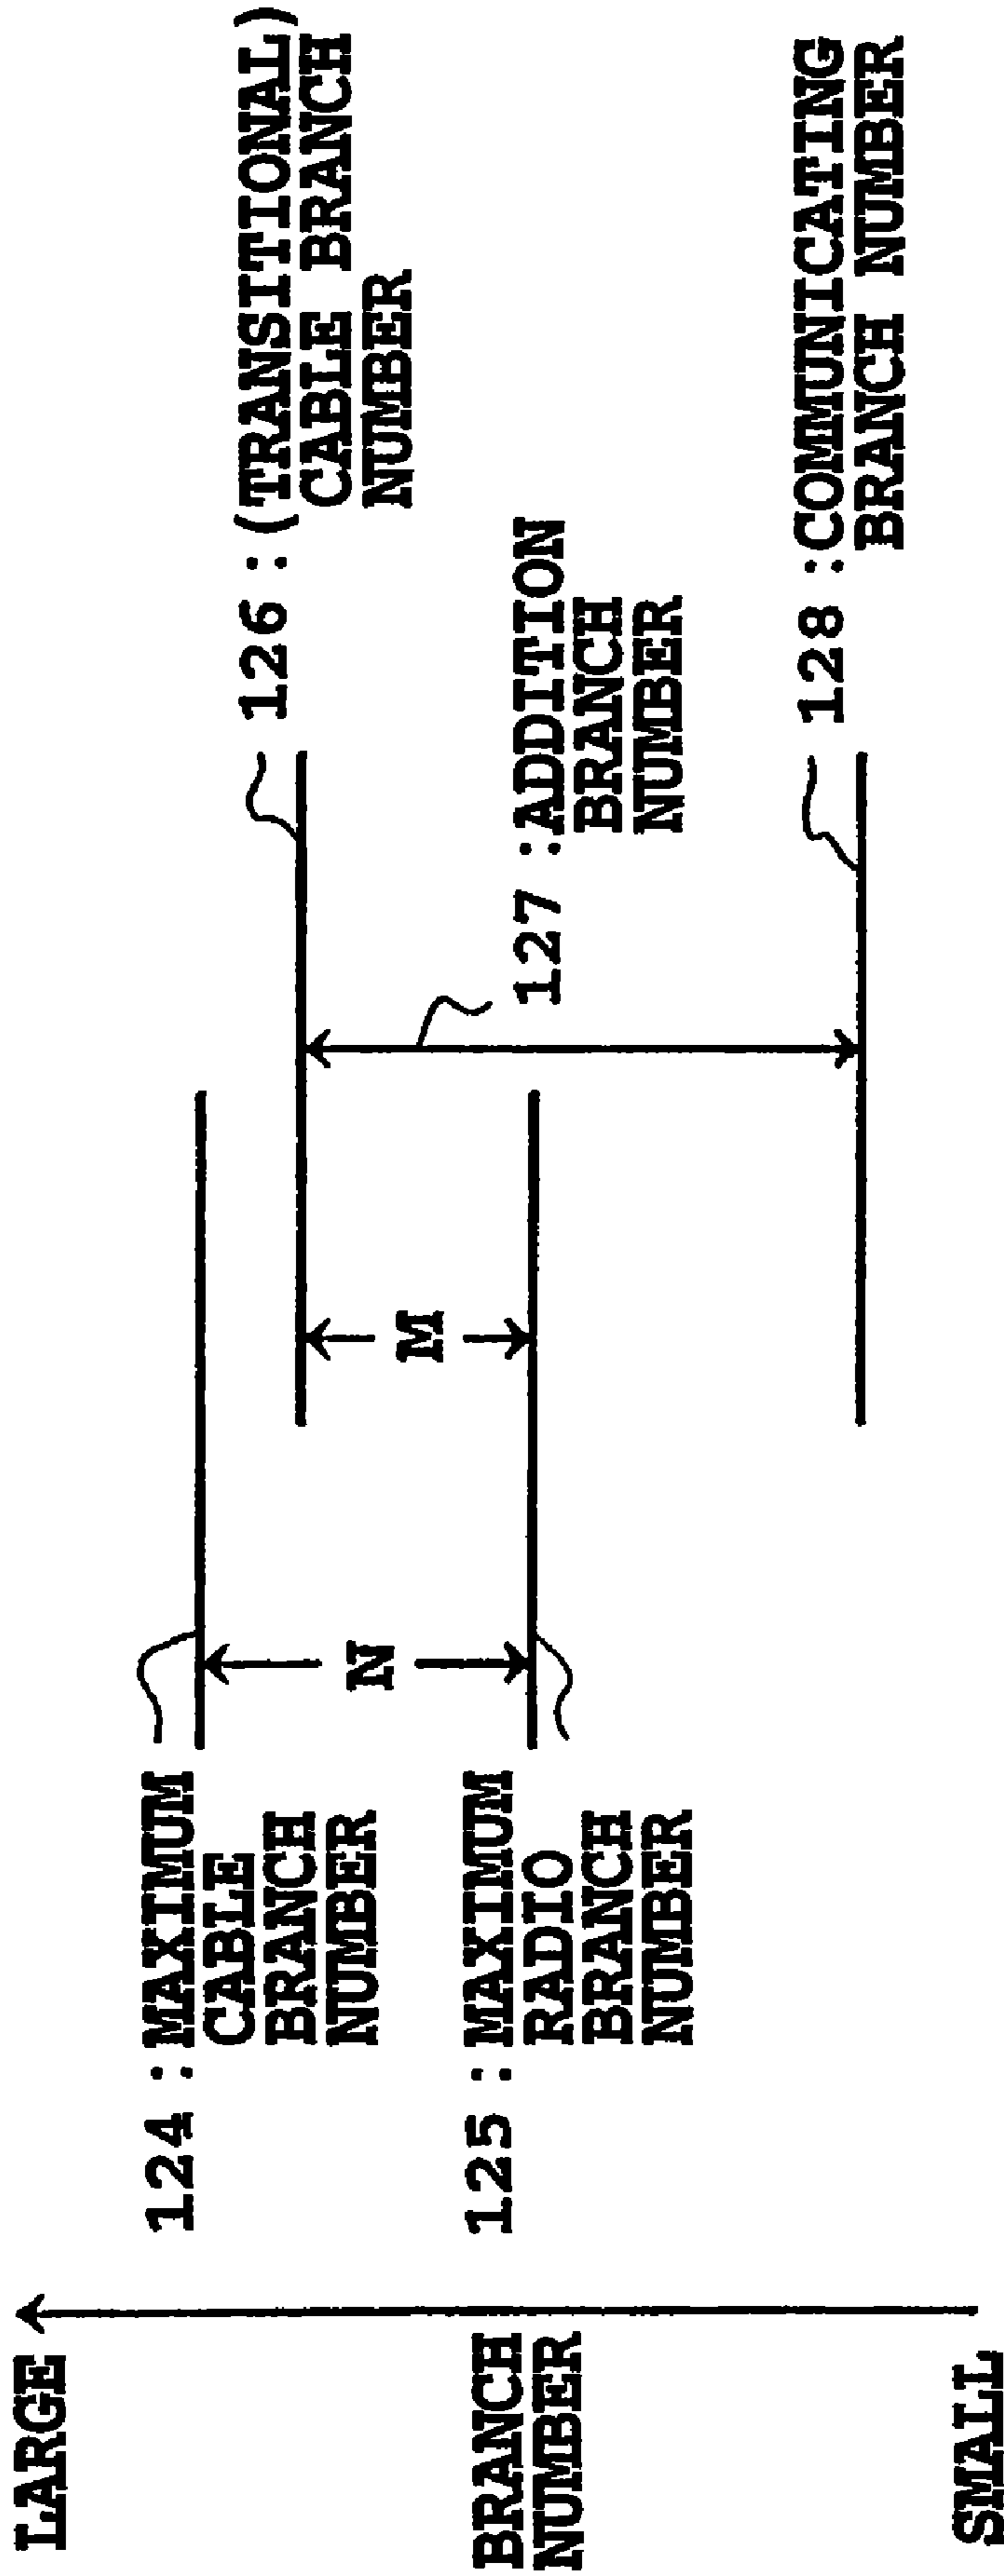 LARGE
BRANCH
NUMBER
SMALL
124 :MAXIMUM
CABLE
BRANCH
NUMBER
125 :MAXIMUM
RADIO
BRANCH
NUMBER
N
M
126 :(TRANSITIONAL)
CABLE BRANCH
NUMBER
127 :ADDITION
BRANCH
NUMBER
128 :COMMUNICATING
BRANCH NUMBER